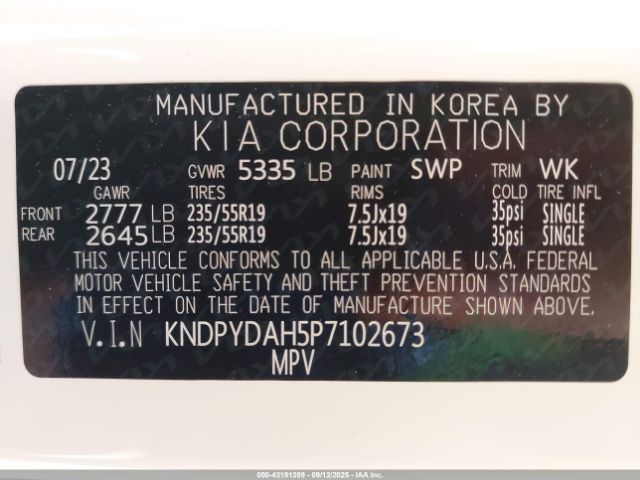 MANUFACTURED IN KOREA BY
KIA CORPORATION
07/23 GVWR 5335 LB PAINT SWP TRIM WK
GAWR TIRES RIMS COLD TIRE INFL
FRONT 2777 LB 235/55R19 7.5Jx19 35psi SINGLE
REAR 2645 LB 235/55R19 7.5Jx19 35psi SINGLE
THIS VEHICLE CONFORMS TO ALL APPLICABLE U.S.A. FEDERAL
MOTOR VEHICLE SAFETY AND THEFT PREVENTION STANDARDS
IN EFFECT ON THE DATE OF MANUFACTURE SHOWN ABOVE.
V.I.N KNDPYDAH5P7102673
MPV
000-43191399 - 09/12/2025 - IAA Inc.